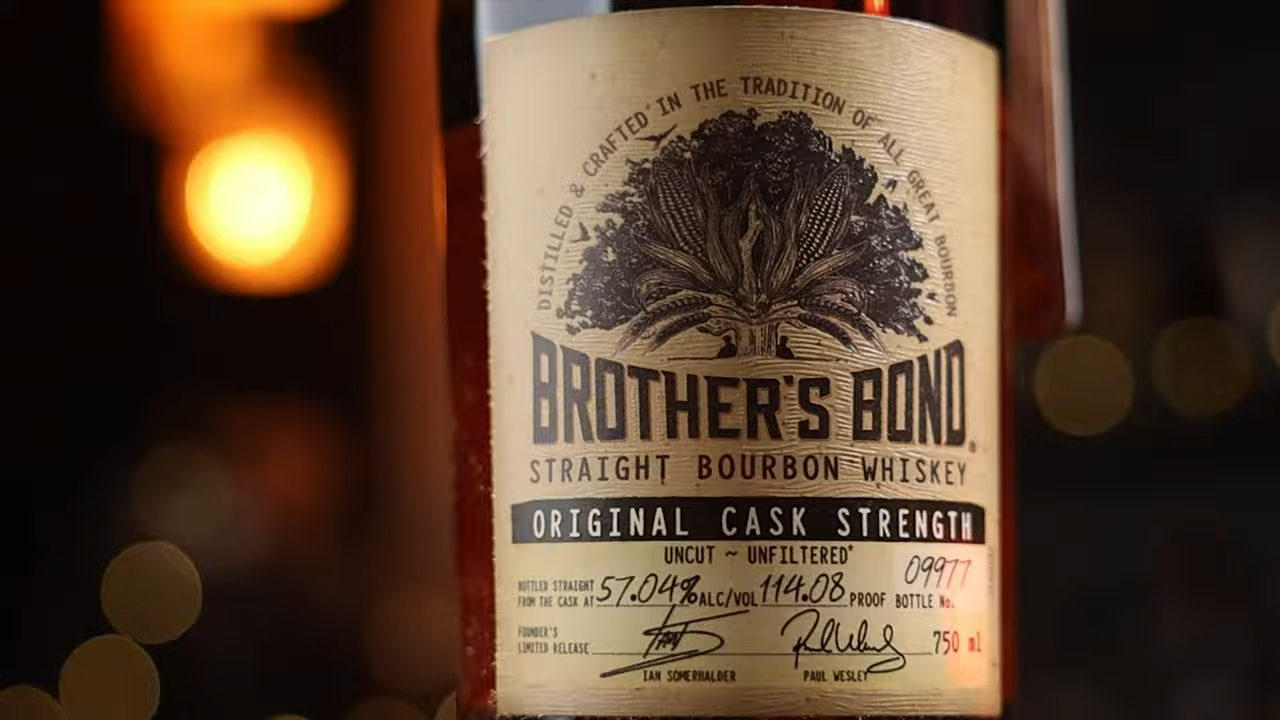 DISTILLED & CRAFTED IN THE TRADITION OF ALL GREAT BOURBON
BROTHER'S BOND®
STRAIGHT BOURBON WHISKEY
ORIGINAL CASK STRENGTH
UNCUT ~ UNFILTERED*
BOTTLED STRAIGHT
FROM THE CASK AT 57.04% ALC/VOL 114.08 PROOF
09977
BOTTLE No.
FOUNDER'S
LIMITED RELEASE
750 ml
IAN SOMERHALDER PAUL WESLEY